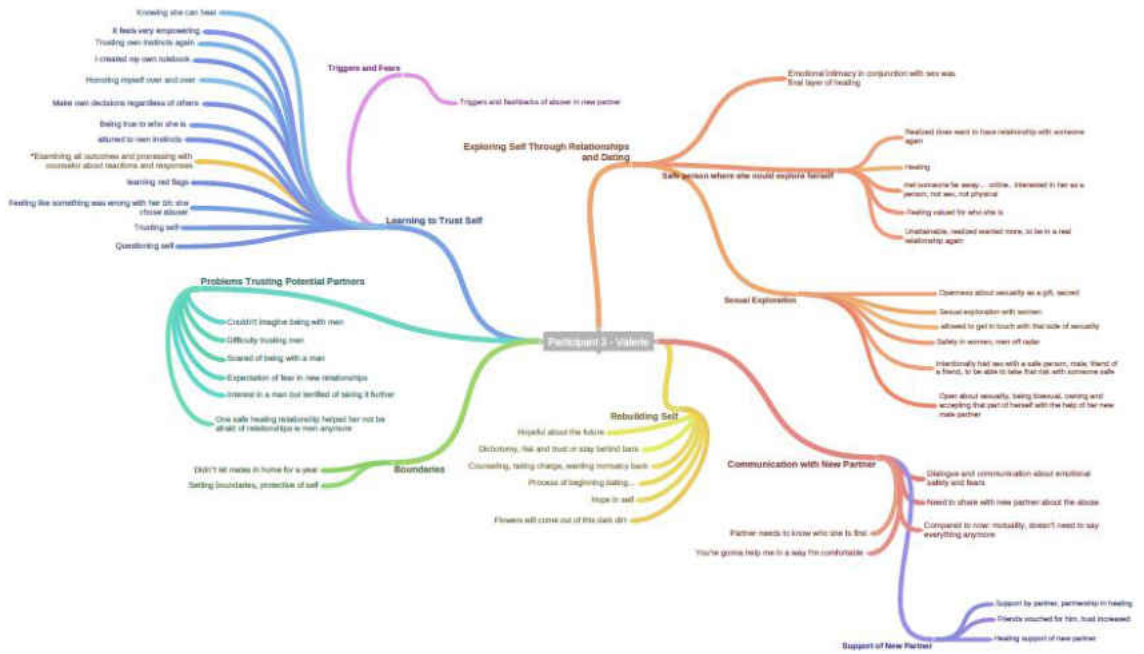 Knowing she can heal
It feels very empowering
Trusting own instincts again
I created my own notebook
Honoring myself over and over
Make own decisions regardless of others
Being true to who she is
attuned to own instincts
*Examining all outcomes and processing with
counselor about reactions and responses
learning red flags
Feeling like something was wrong with her b/c she
chose abuser
Trusting self
Questioning self
Learning to Trust Self
Triggers and Fears
Triggers and flashbacks of abuser in new partner
Problems Trusting Potential Partners
Couldn't imagine being with men
Difficulty trusting men
Scared of being with a man
Expectation of fear in new relationships
Interest in a man but terrified of taking it further
One safe healing relationship helped her not be
afraid of relationships w men anymore
Boundaries
Didn't let males in home for a year
Setting boundaries, protective of self
Participant 3 - Valerie
Exploring Self Through Relationships
and Dating
Emotional intimacy in conjunction with sex was
final layer of healing
Safe person where she could explore herself
Realized does want to have relationship with someone
again
Healing
met someone far away... online.. interested in her as a
person, not sex, not physical
Feeling valued for who she is
Unattainable, realized wanted more, to be in a real
relationship again
Sexual Exploration
Openness about sexuality as a gift, sacred
Sexual exploration with women
allowed to get in touch with that side of sexuality
Safety in women, men off radar
Intentionally had sex with a safe person, male, friend of
a friend, to be able to take that risk with someone safe
Open about sexuality, being bisexual, owning and
accepting that part of herself with the help of her new
male partner
Rebuilding Self
Hopeful about the future
Dichotomy, risk and trust or stay behind bars
Counseling, taking charge, wanting intimacy back
Process of beginning dating...
Hope in self
Flowers will come out of this dark dirt
Communication with New Partner
Dialogue and communication about emotional
safety and fears
Need to share with new partner about the abuse
Compared to now: mutuality, doesn't need to say
everything anymore
Partner needs to know who she is first
You're gonna help me in a way I'm comfortable
Support of New Partner
Support by partner, partnership in healing
Friends vouched for him, trust increased
Healing support of new partner